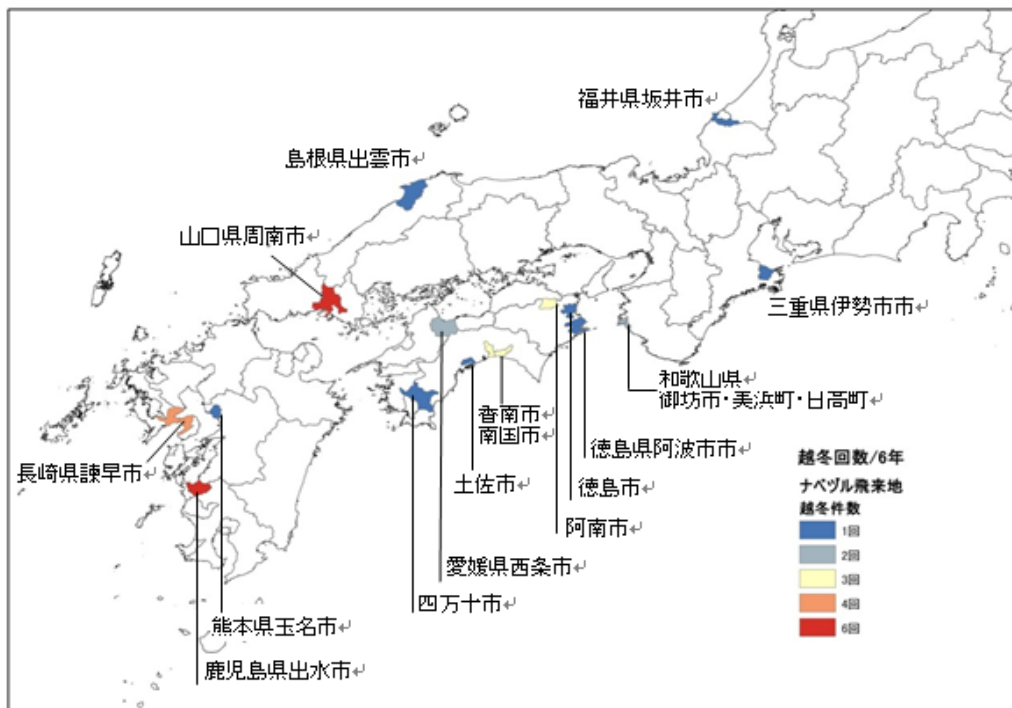 福井県坂井市↵
島根県出雲市↵
山口県周南市↵
三重県伊勢市市↵
和歌山県↵
御坊市・美浜町・日高町↵
香南市↵
南国市↵
徳島県阿波市市↵
長崎県諫早市↵
土佐市↵
徳島市↵
阿南市↵
愛媛県西条市↵
四万十市↵
熊本県玉名市↵
鹿児島県出水市↵
越冬回数/6年
ナベヅル飛来地
越冬件数
1回
2回
3回
4回
6回